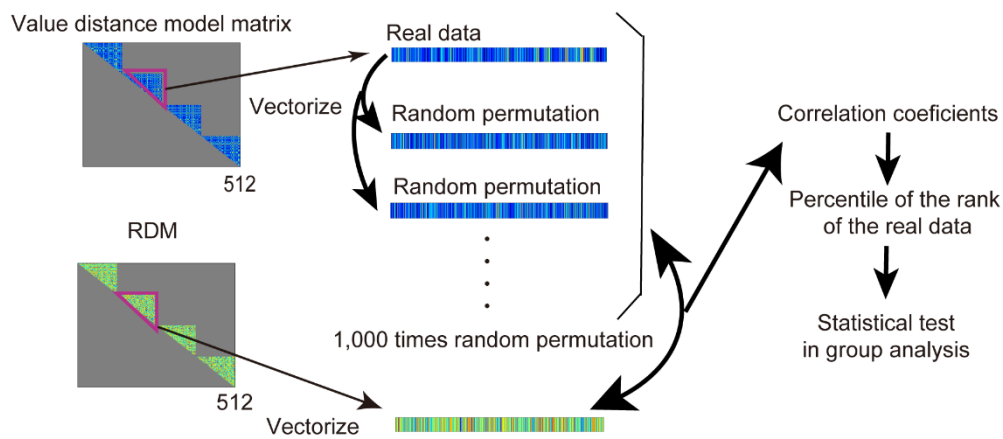 Value distance model matrix
512
Vectorize
Real data
Random permutation
Random permutation
1,000 times random permutation
RDM
512
Vectorize
Correlation coeficients
Percentile of the rank
of the real data
Statistical test
in group analysis